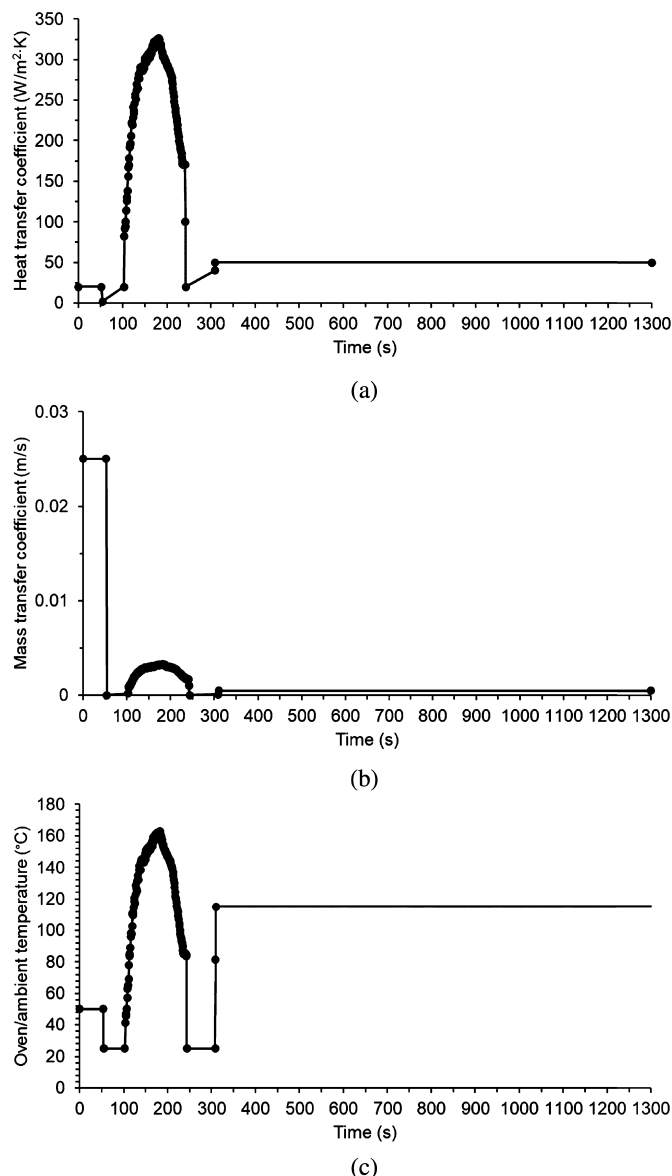 350
300
250
200
150
100
50
0
Heat transfer coefficient (W/m²·K)
0 100 200 300 400 500 600 700 800 900 1000 1100 1200 1300
Time (s)
(a)
0.03
0.02
0.01
0
Mass transfer coefficient (m/s)
0 100 200 300 400 500 600 700 800 900 1000 1100 1200 1300
Time (s)
(b)
180
160
140
120
100
80
60
40
20
0
Oven/ambient temperature (°C)
0 100 200 300 400 500 600 700 800 900 1000 1100 1200 1300
Time (s)
(c)